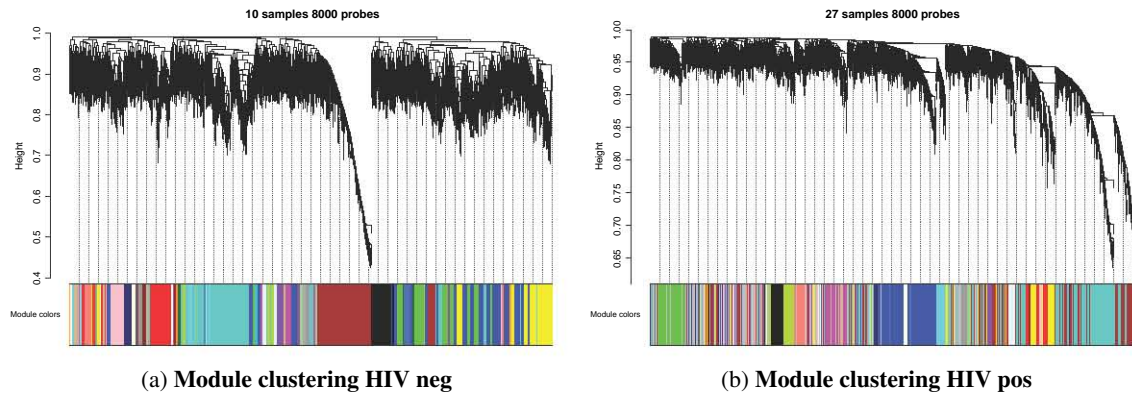 10 samples 8000 probes
Height
1.0
0.9
0.8
0.7
0.6
0.5
0.4
Module colors
(a) Module clustering HIV neg
27 samples 8000 probes
Height
1.00
0.95
0.90
0.85
0.80
0.75
0.70
0.65
Module colors
(b) Module clustering HIV pos